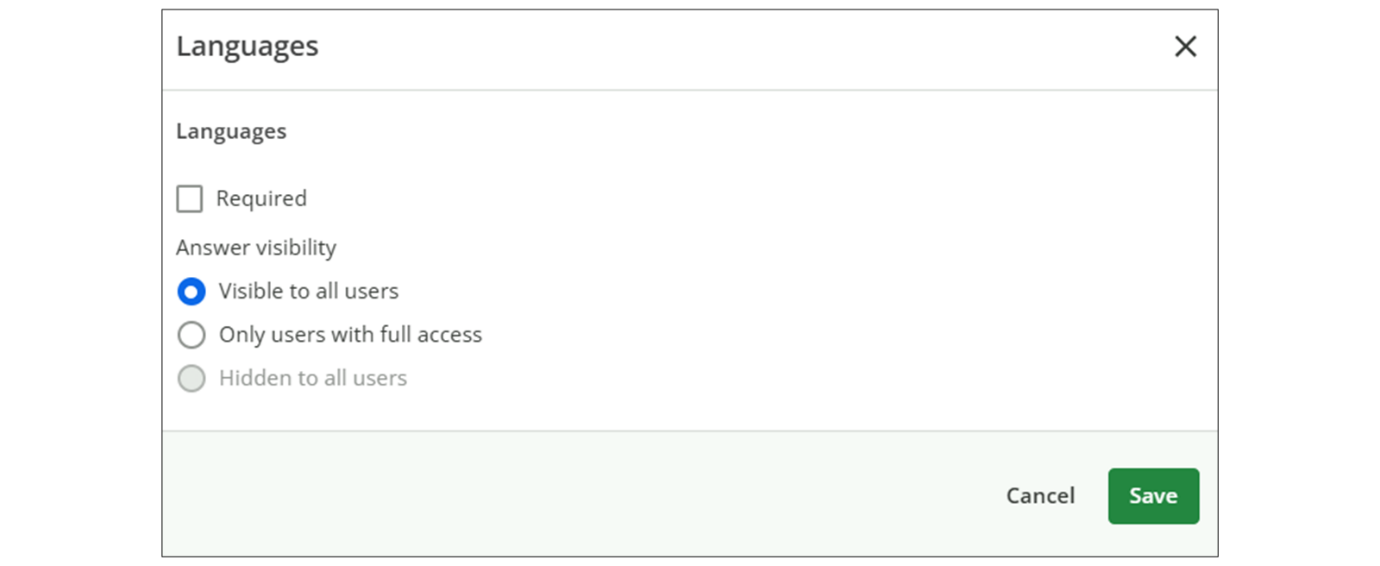 Languages
Languages
Required
Answer visibility
Visible to all users
Only users with full access
Hidden to all users
Cancel Save